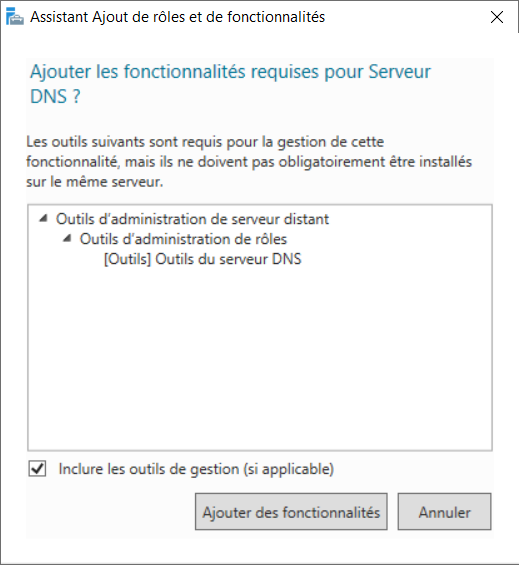 Assistant Ajout de rôles et de fonctionnalités
Ajouter les fonctionnalités requises pour Serveur
DNS ?
Les outils suivants sont requis pour la gestion de cette
fonctionnalité, mais ils ne doivent pas obligatoirement être installés
sur le même serveur.
Outils d’administration de serveur distant
Outils d’administration de rôles
[Outils] Outils du serveur DNS
Inclure les outils de gestion (si applicable)
Ajouter des fonctionnalités
Annuler